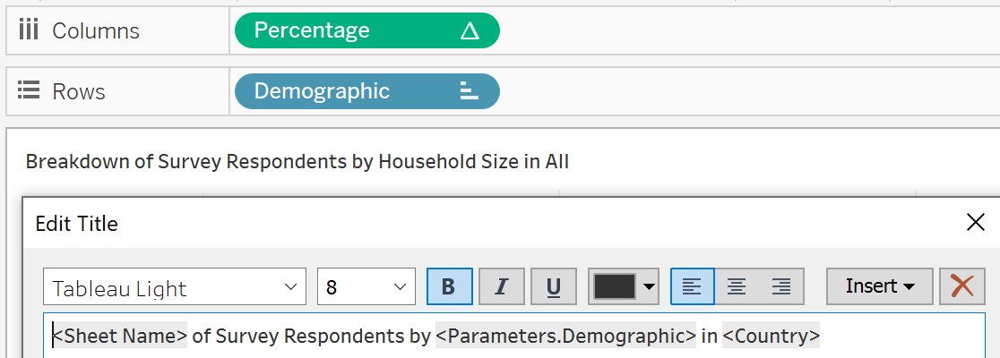 Columns Percentage Δ
Rows Demographic
Breakdown of Survey Respondents by Household Size in All
Edit Title
Tableau Light 8 B I U Insert
<Sheet Name> of Survey Respondents by <Parameters.Demographic> in <Country>